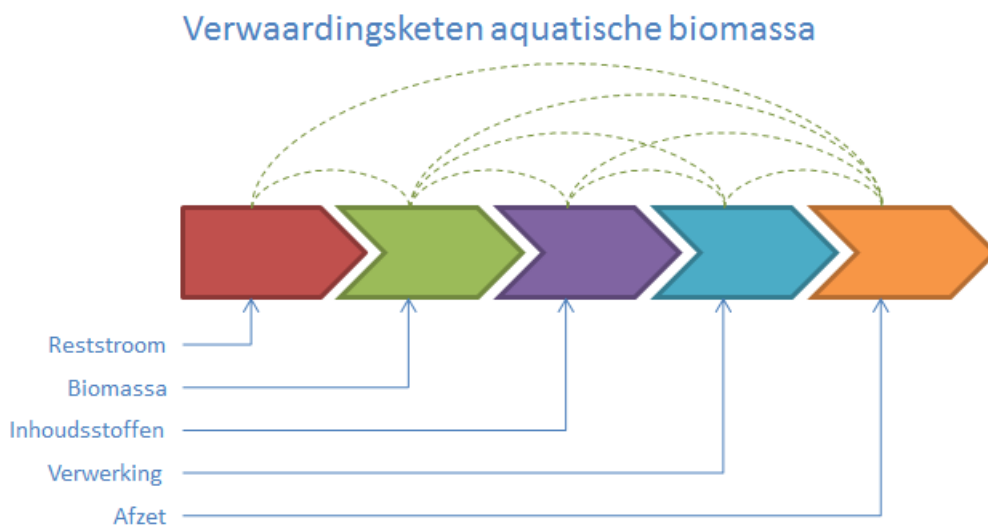 Verwaardingsketen aquatische biomassa
Reststroom
Biomassa
Inhoudsstoffen
Verwerking
Afzet